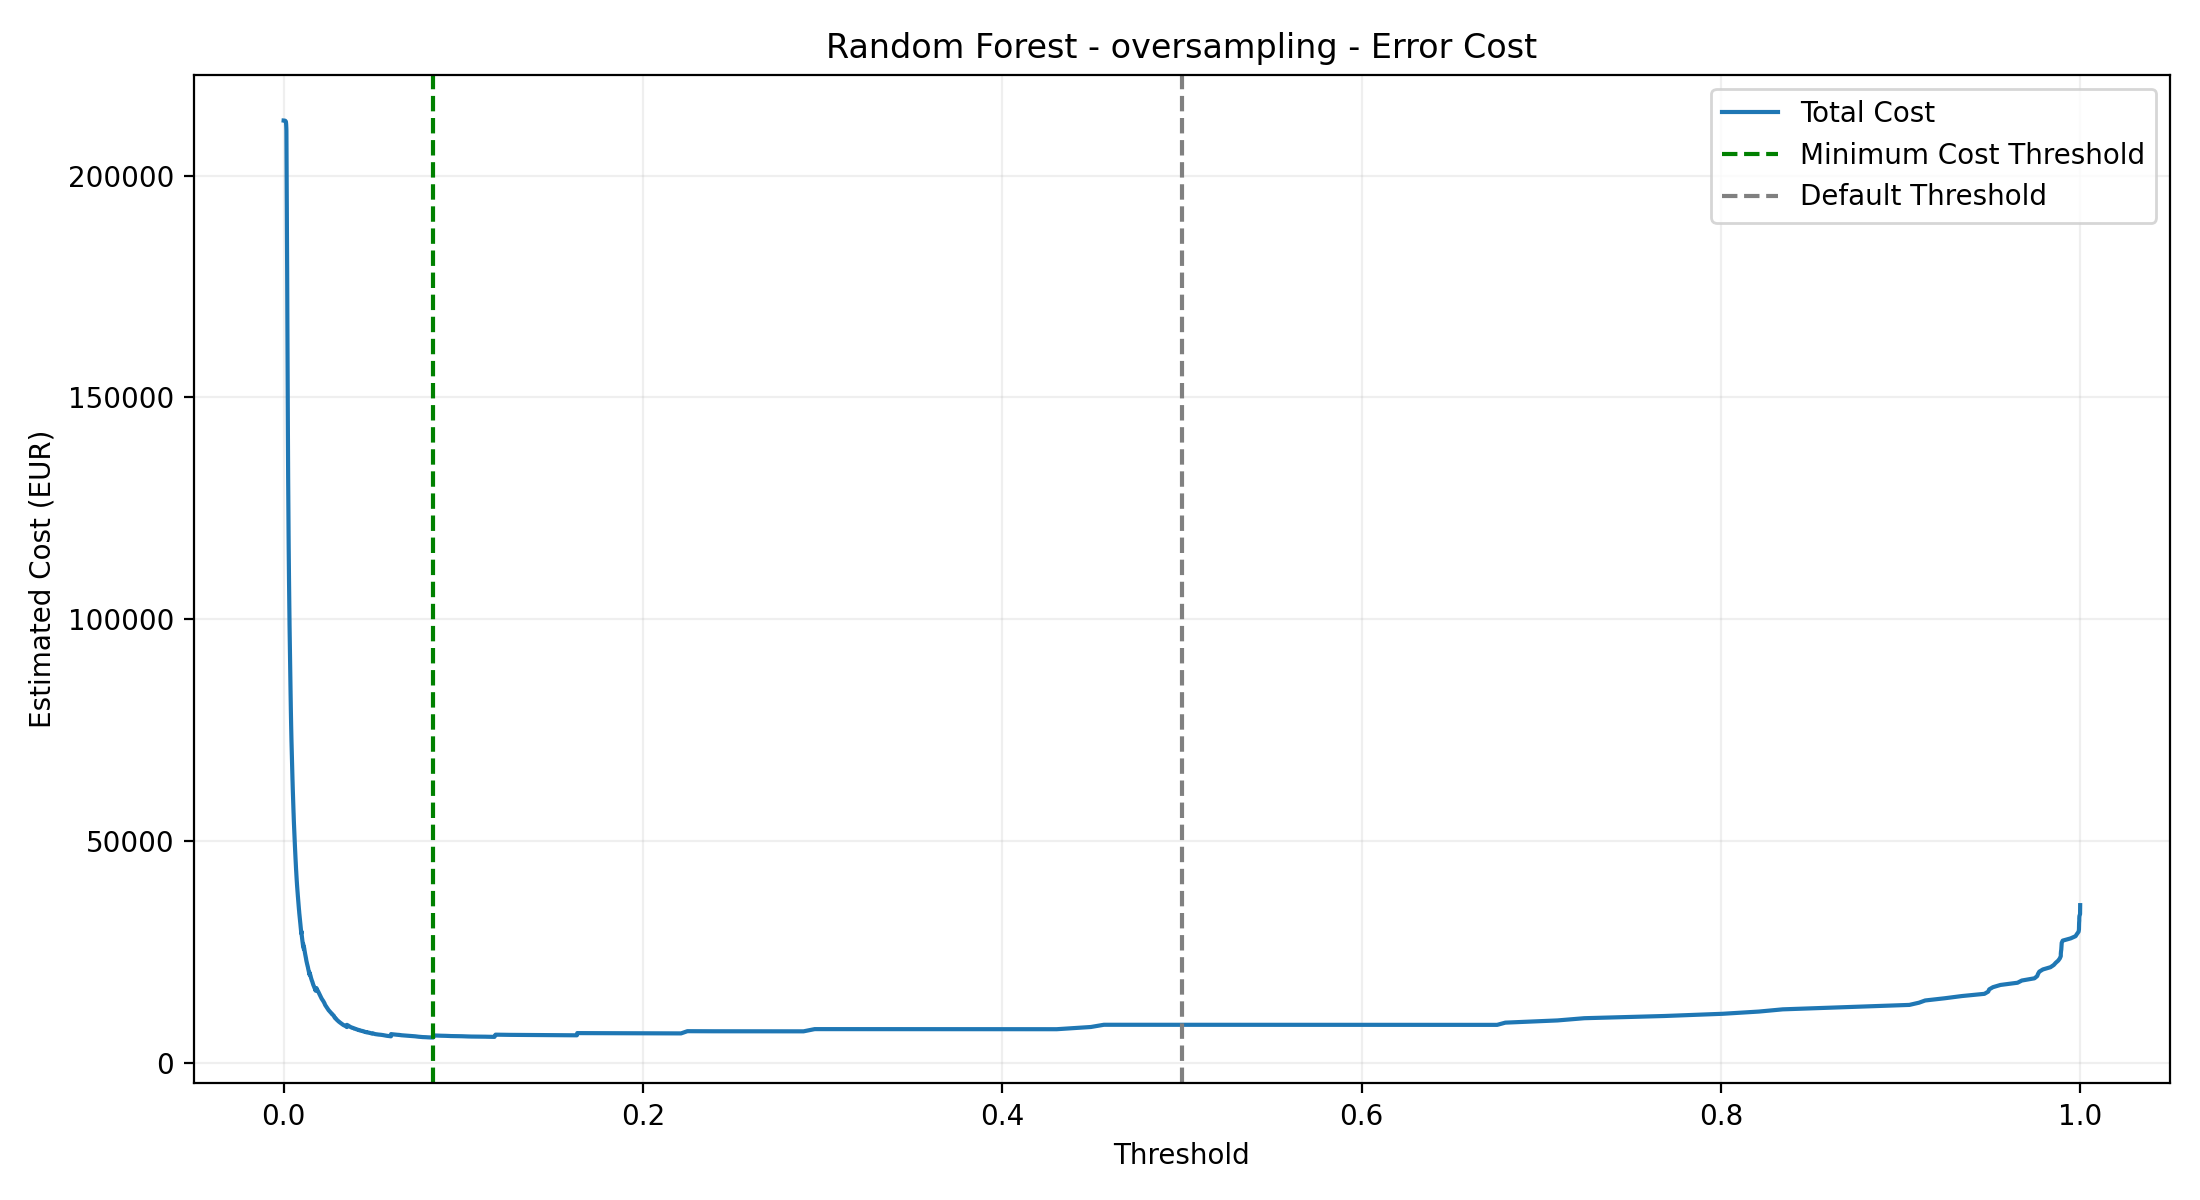 Random Forest - oversampling - Error Cost
Total Cost
Minimum Cost Threshold
Default Threshold
Estimated Cost (EUR)
200000
150000
100000
50000
0
0.0 0.2 0.4 0.6 0.8 1.0
Threshold